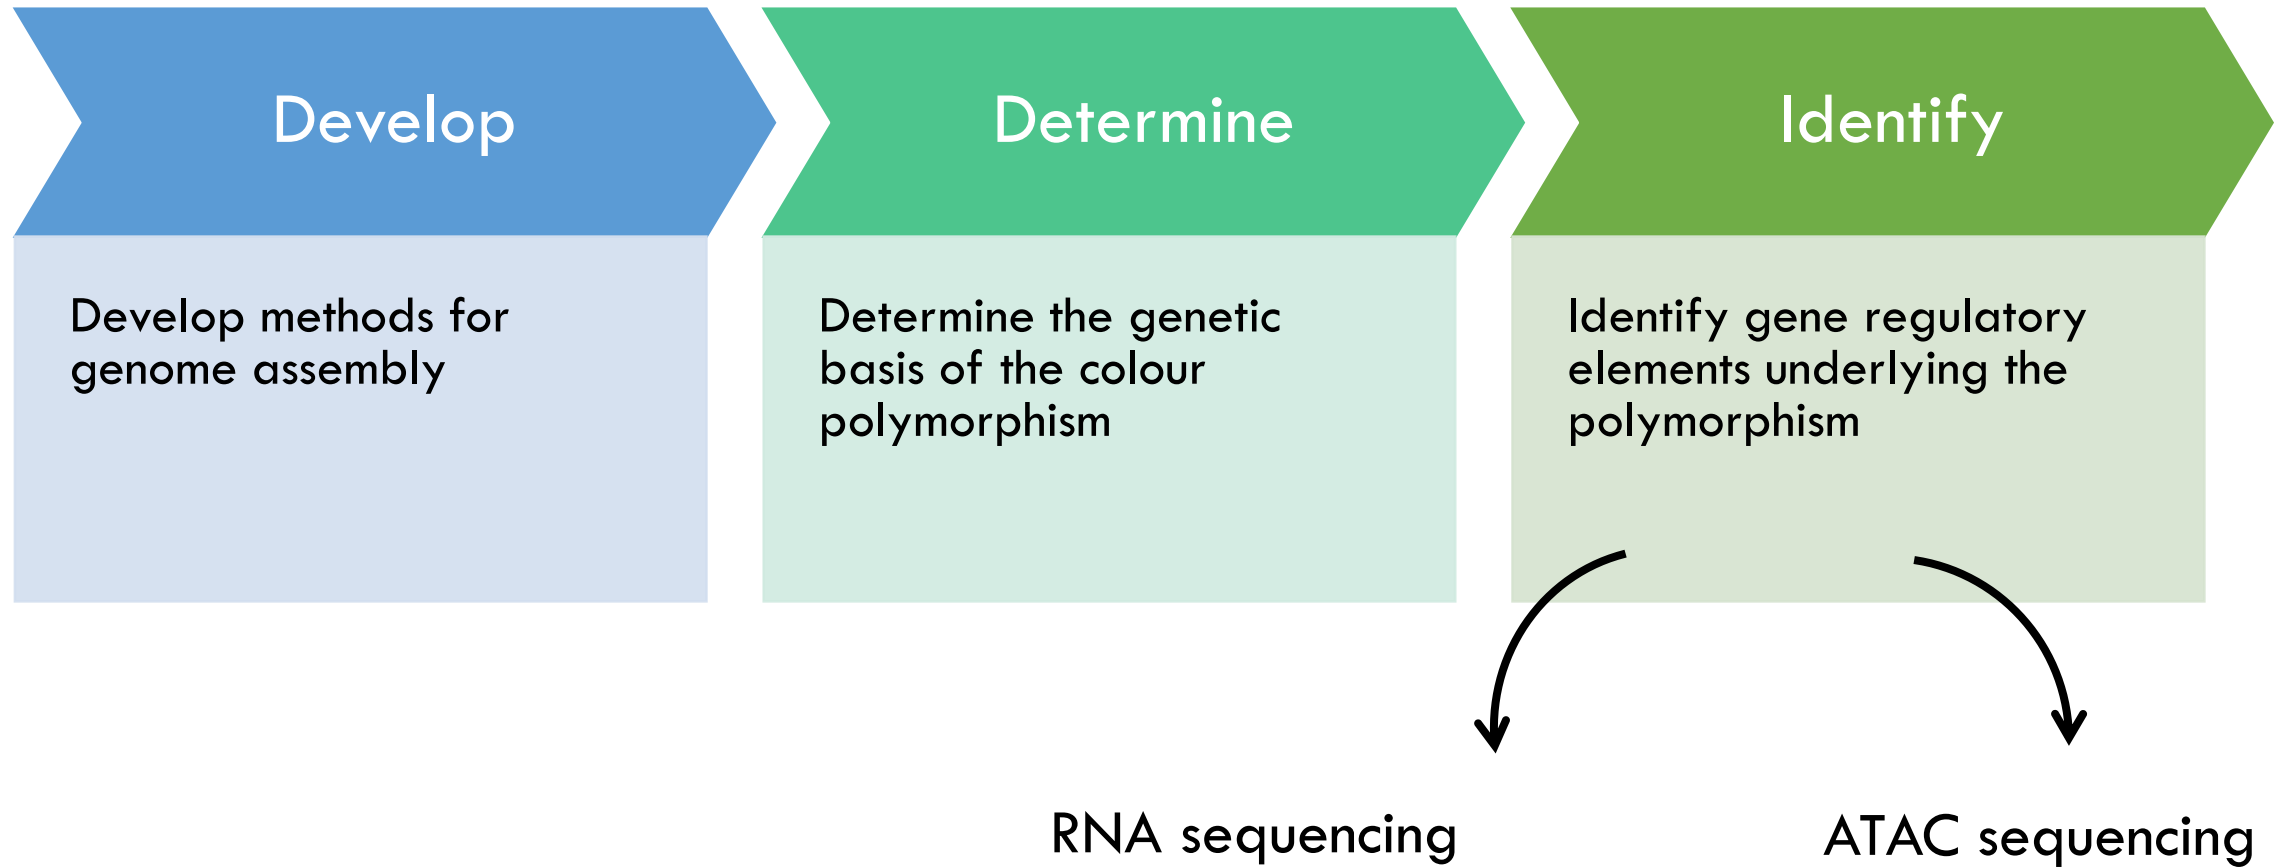 Develop
Develop methods for
genome assembly
Determine
Determine the genetic
basis of the colour
polymorphism
Identify
Identify gene regulatory
elements underlying the
polymorphism
RNA sequencing
ATAC sequencing